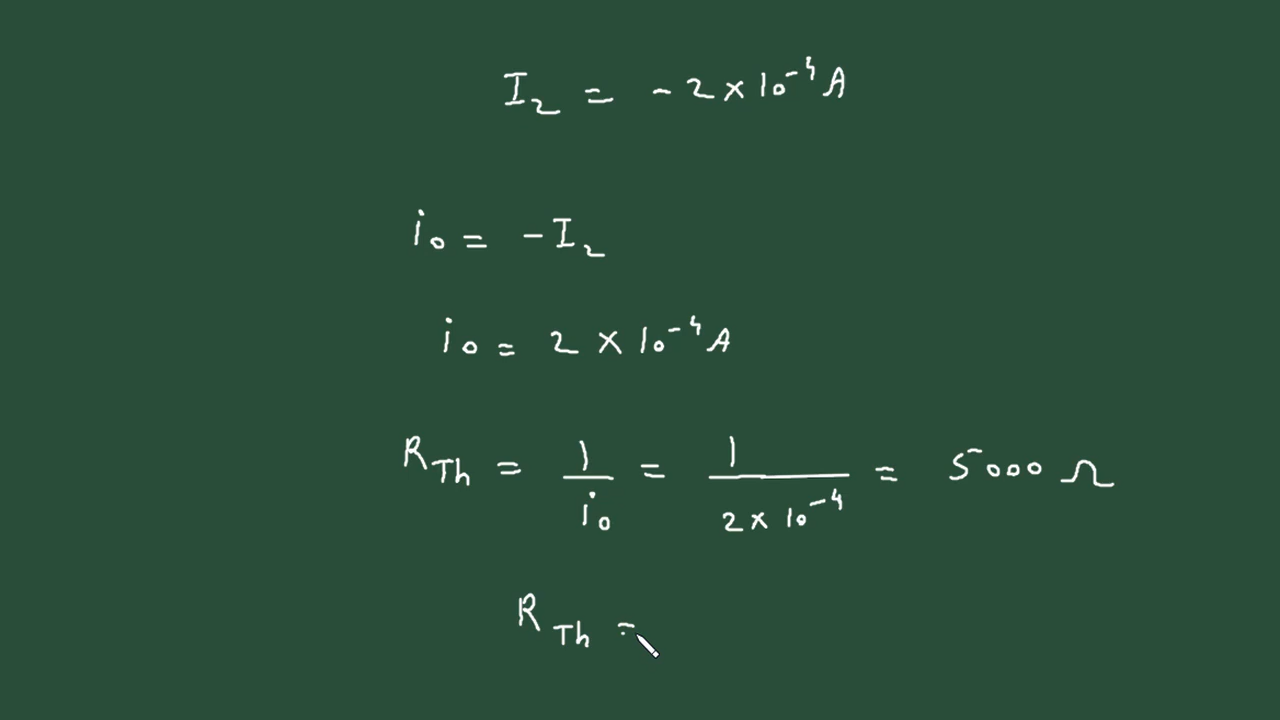 I₂ = - 2 × 10⁻⁴ A
i₀ = - I₂
i₀ = 2 × 10⁻⁴ A
R_Th = 1/i₀ = 1/(2 × 10⁻⁴) = 5000 Ω
R_Th =